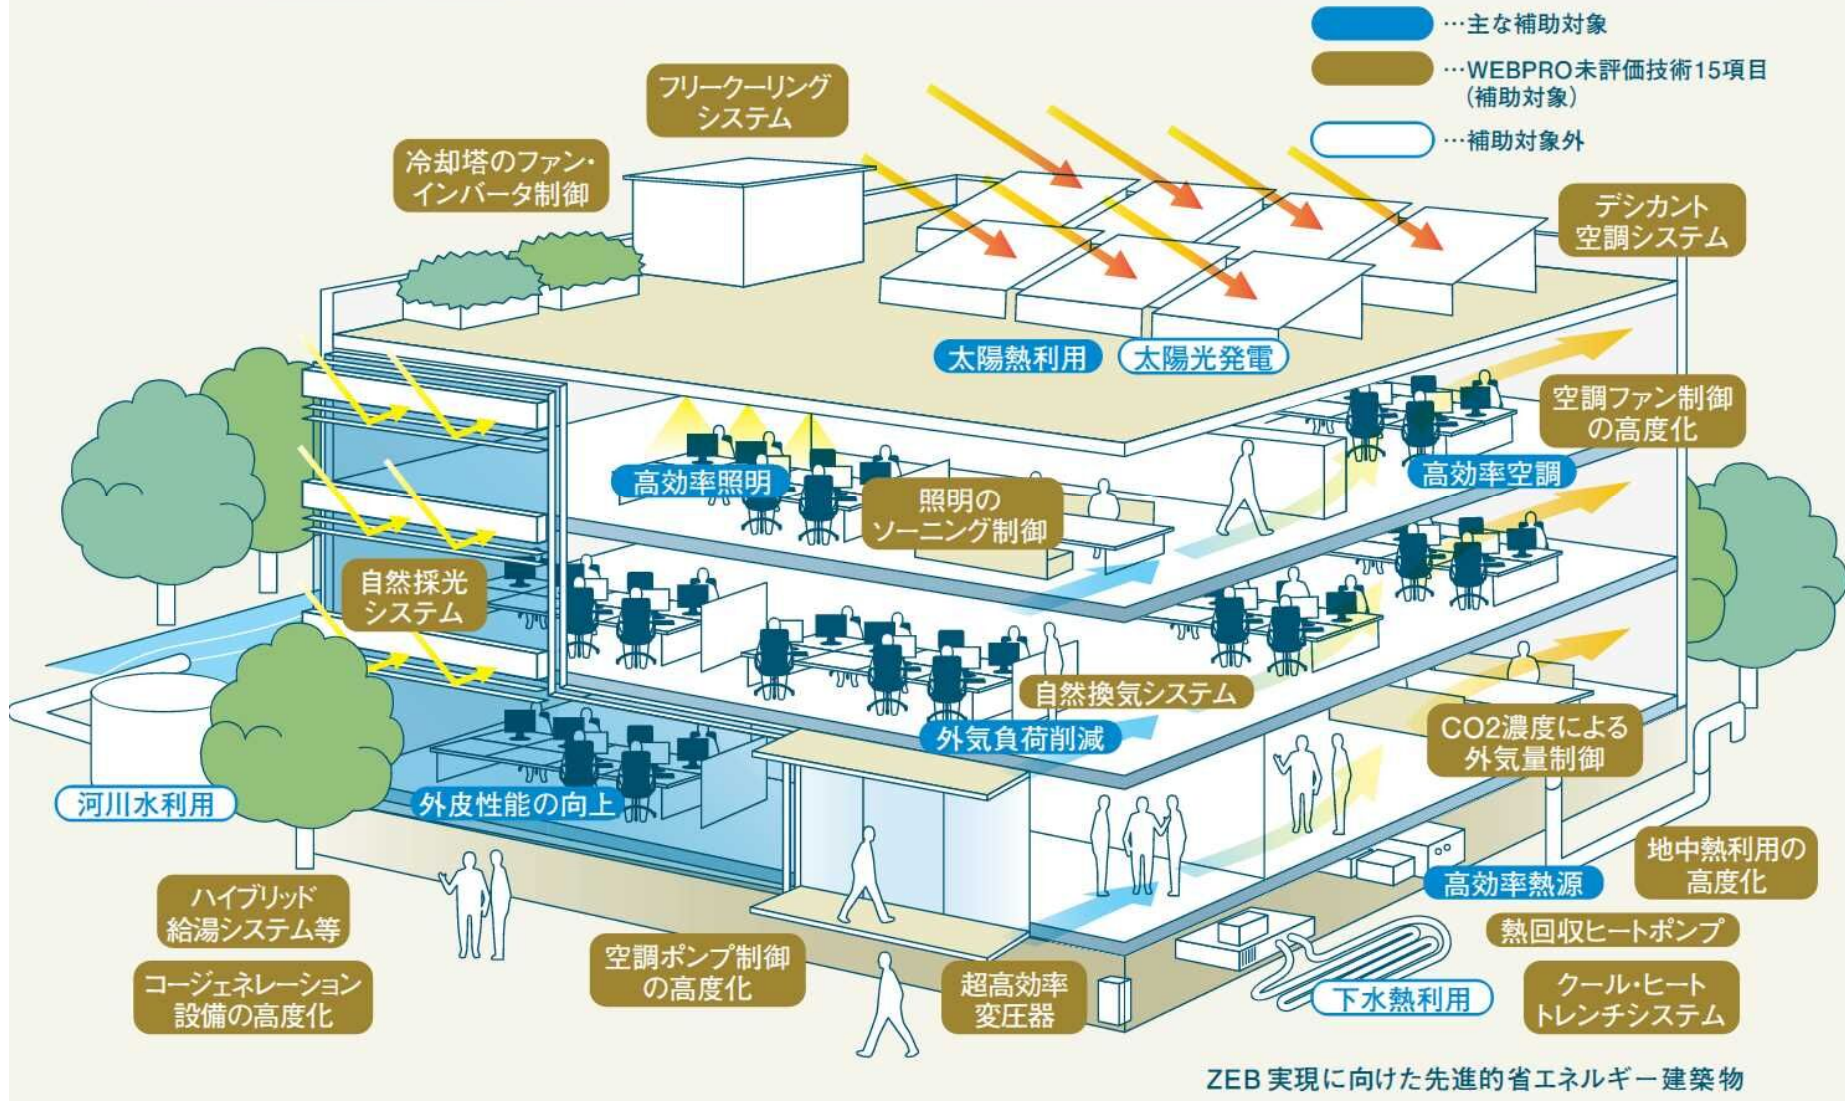 …主な補助対象
…WEBPRO未評価技術15項目
(補助対象)
…補助対象外
フリークーリング
システム
冷却塔のファン・
インバータ制御
デシカント
空調システム
太陽熱利用
太陽光発電
空調ファン制御
の高度化
高効率照明
高効率空調
照明の
ゾーニング制御
自然採光
システム
自然換気システム
外気負荷削減
CO2濃度による
外気量制御
河川水利用
外皮性能の向上
地中熱利用の
高度化
高効率熱源
ハイブリッド
給湯システム等
熱回収ヒートポンプ
空調ポンプ制御
の高度化
コージェネレーション
設備の高度化
超高効率
変圧器
下水熱利用
クール・ヒート
トレンチシステム
ZEB 実現に向けた先進的省エネルギー建築物